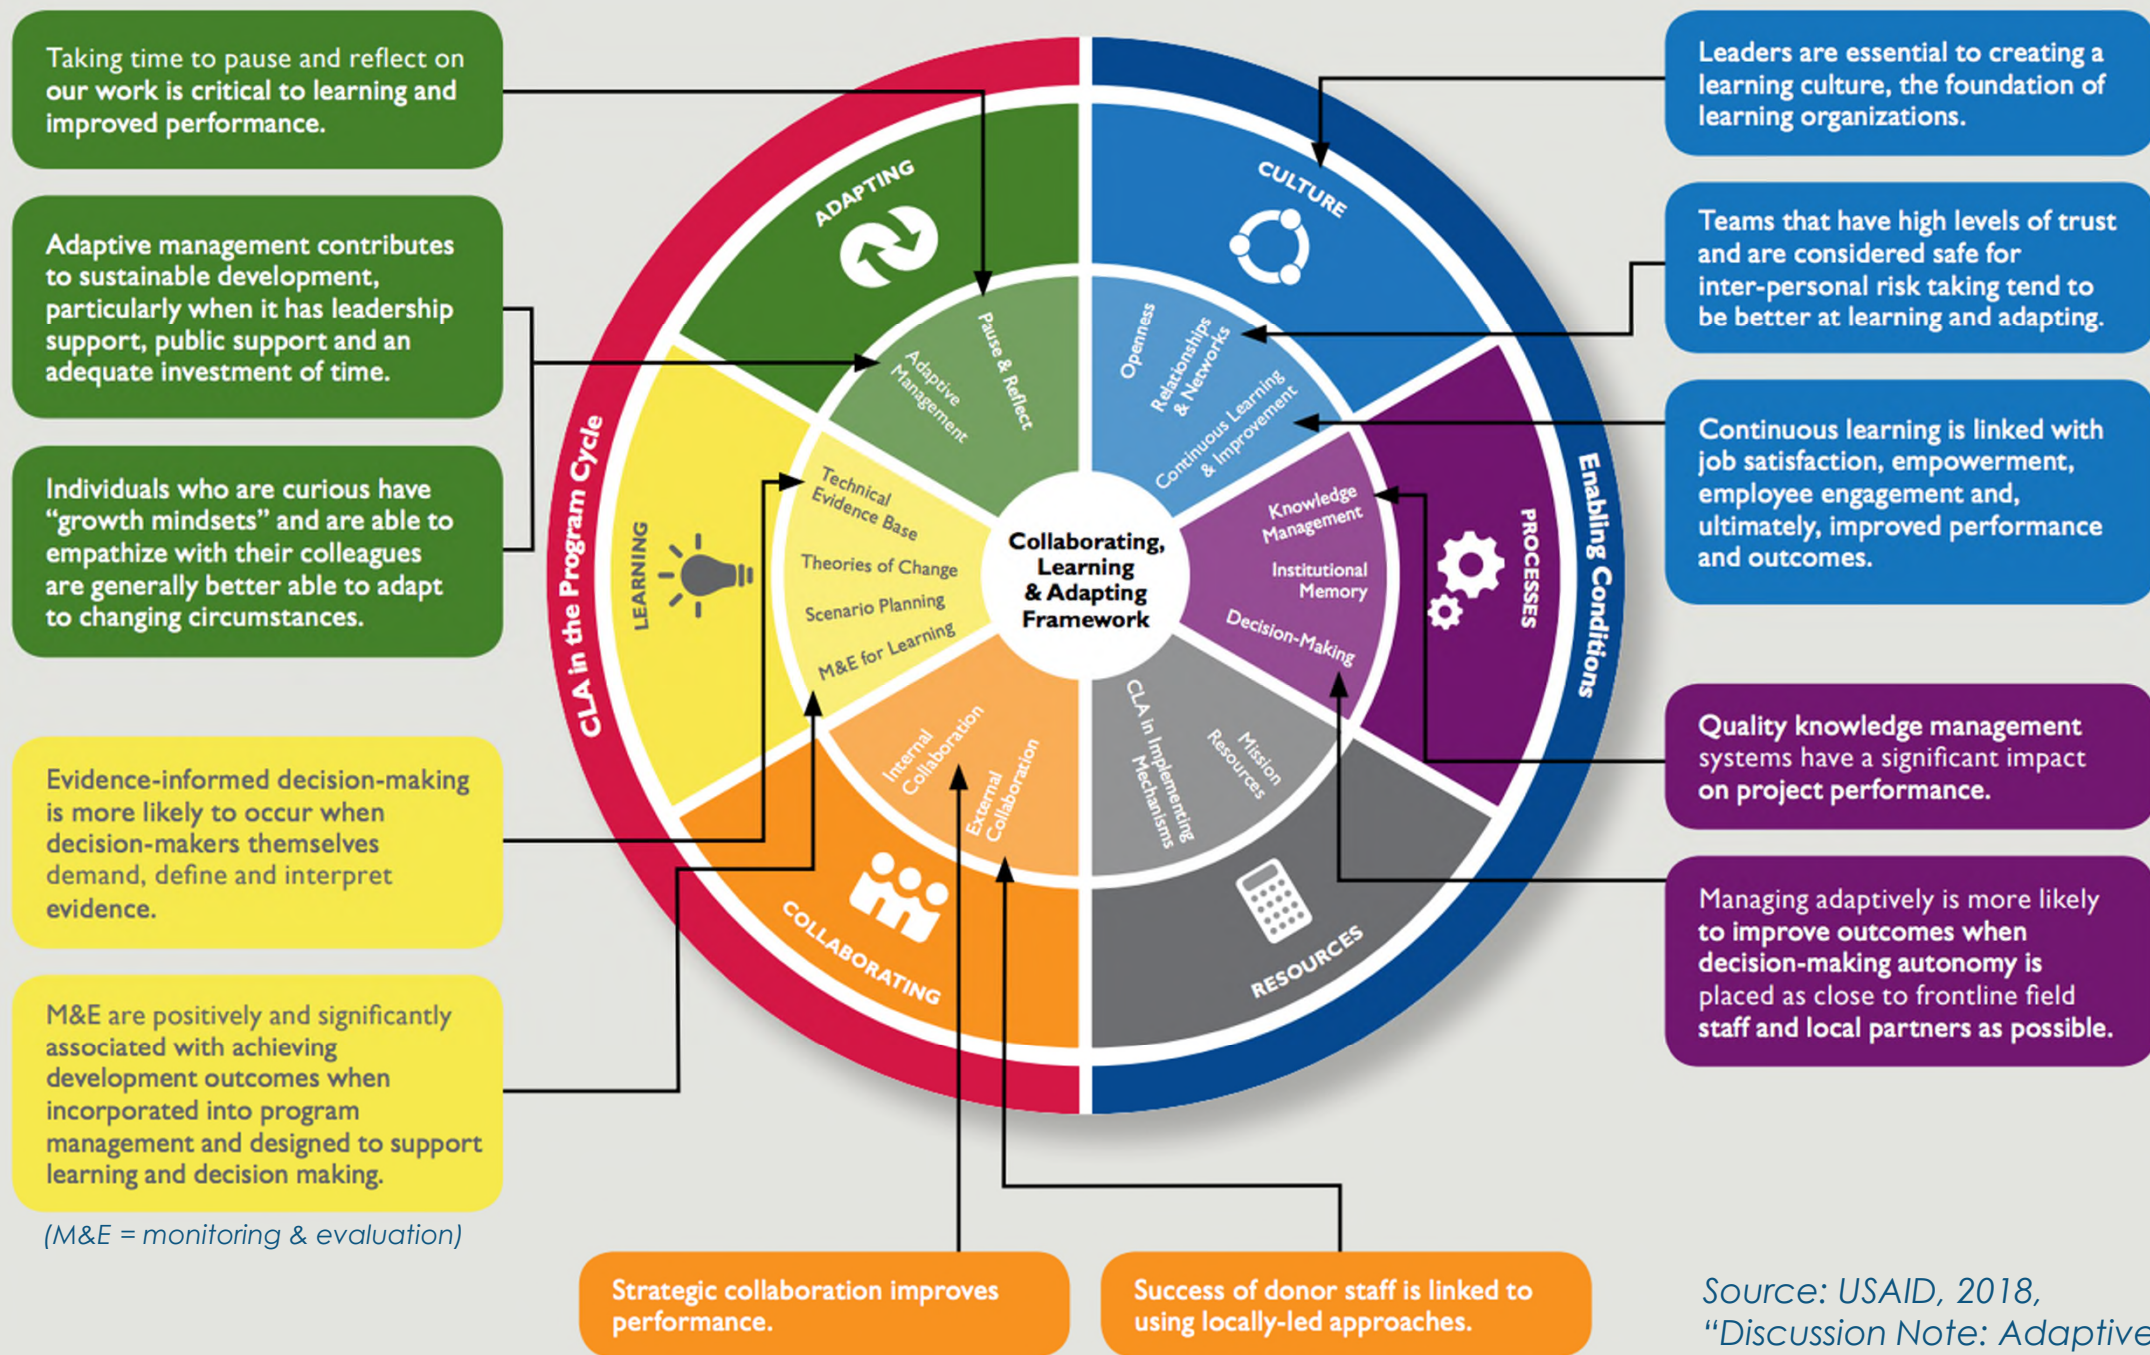 Taking time to pause and reflect on
our work is critical to learning and
improved performance.
Adaptive management contributes
to sustainable development,
particularly when it has leadership
support, public support and an
adequate investment of time.
Individuals who are curious have
“growth mindsets” and are able to
empathize with their colleagues
are generally better able to adapt
to changing circumstances.
Evidence-informed decision-making
is more likely to occur when
decision-makers themselves
demand, define and interpret
evidence.
M&E are positively and significantly
associated with achieving
development outcomes when
incorporated into program
management and designed to support
learning and decision making.
(M&E = monitoring & evaluation)
CLA in the Program Cycle
ADAPTING
Adaptive
Management
Pause & Reflect
LEARNING
Technical
Evidence Base
Theories of Change
Scenario Planning
M&E for Learning
COLLABORATING
Internal
Collaboration
External
Collaboration
Collaborating,
Learning
& Adapting
Framework
CULTURE
Openness
Relationships
& Networks
Continuous Learning
& Improvement
PROCESSES
Knowledge
Management
Institutional
Memory
Decision-Making
RESOURCES
Mission
Resources
CLA in Implementing
Mechanisms
Enabling Conditions
Leaders are essential to creating a
learning culture, the foundation of
learning organizations.
Teams that have high levels of trust
and are considered safe for
inter-personal risk taking tend to
be better at learning and adapting.
Continuous learning is linked with
job satisfaction, empowerment,
employee engagement and,
ultimately, improved performance
and outcomes.
Quality knowledge management
systems have a significant impact
on project performance.
Managing adaptively is more likely
to improve outcomes when
decision-making autonomy is
placed as close to frontline field
staff and local partners as possible.
Strategic collaboration improves
performance.
Success of donor staff is linked to
using locally-led approaches.
Source: USAID, 2018,
“Discussion Note: Adaptive